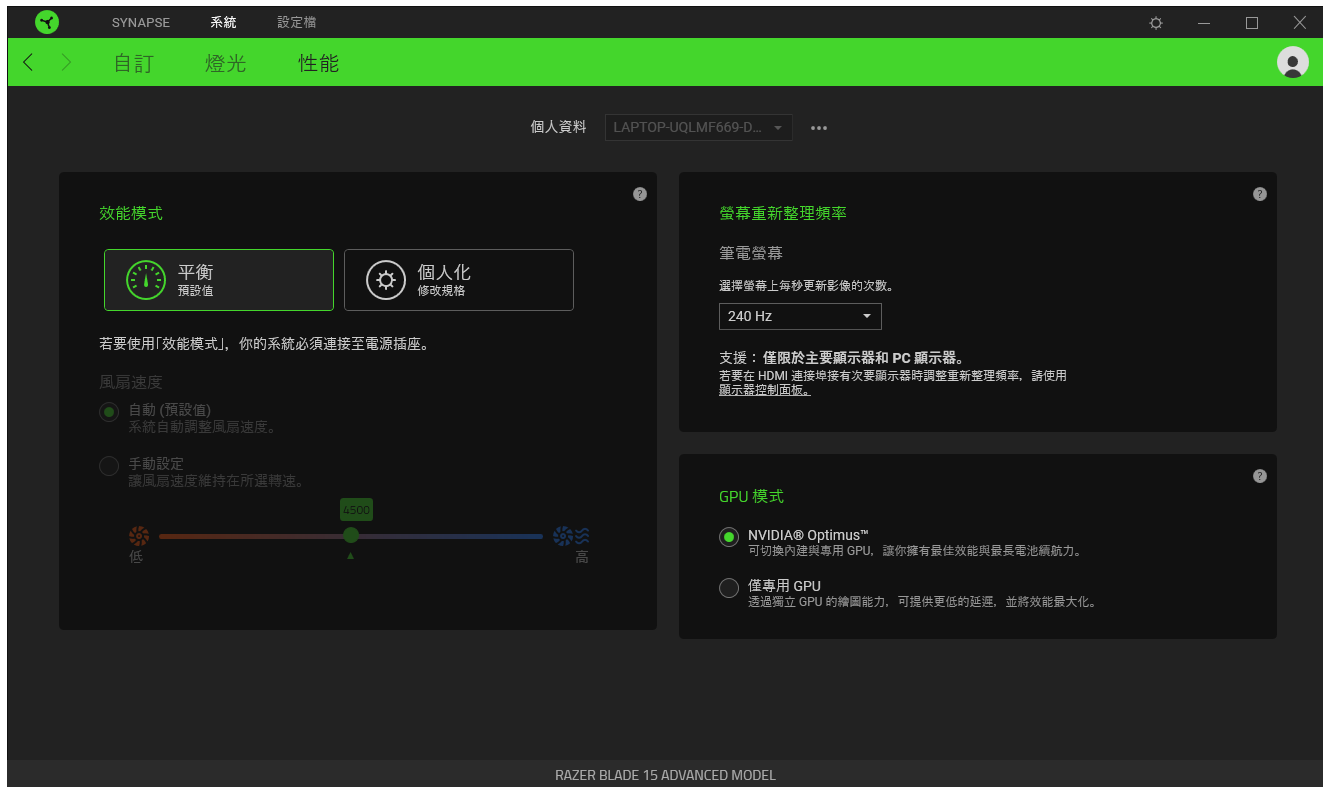 SYNAPSE 系統 設定檔
自訂 燈光 性能
個人資料 LAPTOP-UQLMF669-D...
效能模式
平衡
預設值
個人化
修改規格
若要使用「效能模式」，你的系統必須連接至電源插座。
風扇速度
自動 (預設值)
系統自動調整風扇速度。
手動設定
讓風扇速度維持在所選轉速。
4500
低
高
螢幕重新整理頻率
筆電螢幕
選擇螢幕上每秒更新影像的次數。
240 Hz
支援：僅限於主要顯示器和 PC 顯示器。
若要在 HDMI 連接埠接有次要顯示器時調整重新整理頻率，請使用
顯示器控制面板。
GPU 模式
NVIDIA® Optimus™
可切換內建與專用 GPU，讓你擁有最佳效能與最長電池續航力。
僅專用 GPU
透過獨立 GPU 的繪圖能力，可提供更低的延遲，並將效能最大化。
RAZER BLADE 15 ADVANCED MODEL